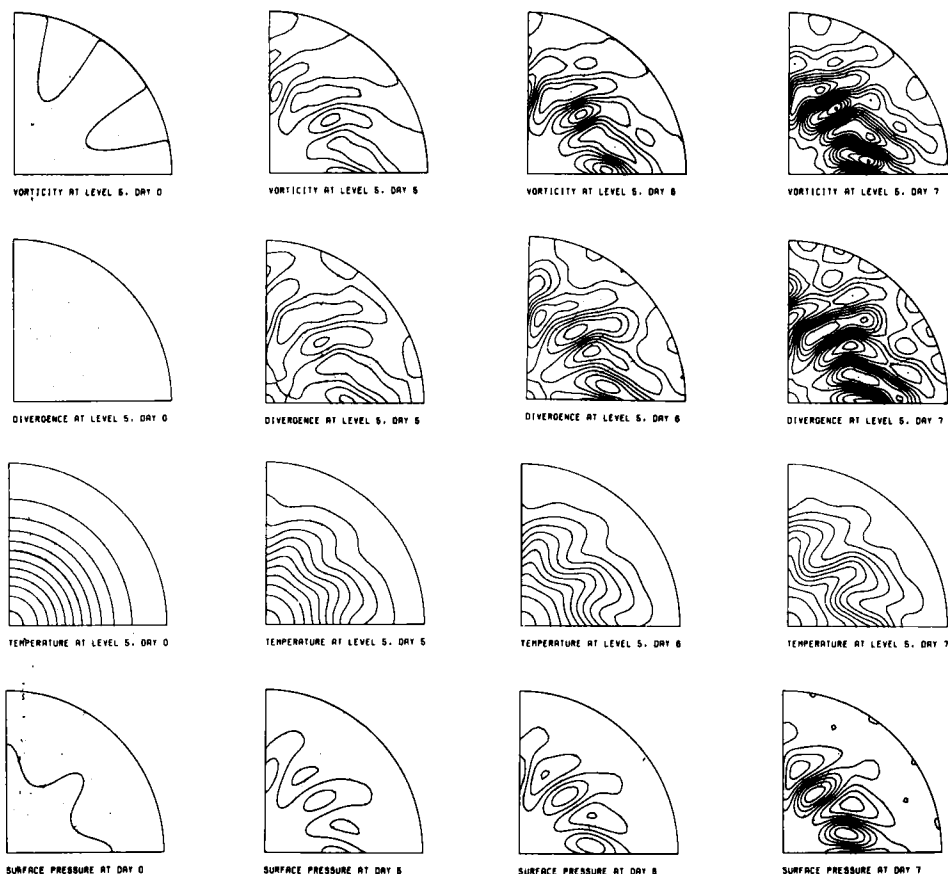 VORTICITY AT LEVEL 5. DAY 0
VORTICITY AT LEVEL 5. DAY 5
VORTICITY AT LEVEL 5. DAY 6
VORTICITY AT LEVEL 5. DAY 7
DIVERGENCE AT LEVEL 5. DAY 0
DIVERGENCE AT LEVEL 5. DAY 5
DIVERGENCE AT LEVEL 5. DAY 6
DIVERGENCE AT LEVEL 5. DAY 7
TEMPERATURE AT LEVEL 5. DAY 0
TEMPERATURE AT LEVEL 5. DAY 5
TEMPERATURE AT LEVEL 5. DAY 6
TEMPERATURE AT LEVEL 5. DAY 7
SURFACE PRESSURE AT DAY 0
SURFACE PRESSURE AT DAY 5
SURFACE PRESSURE AT DAY 6
SURFACE PRESSURE AT DAY 7